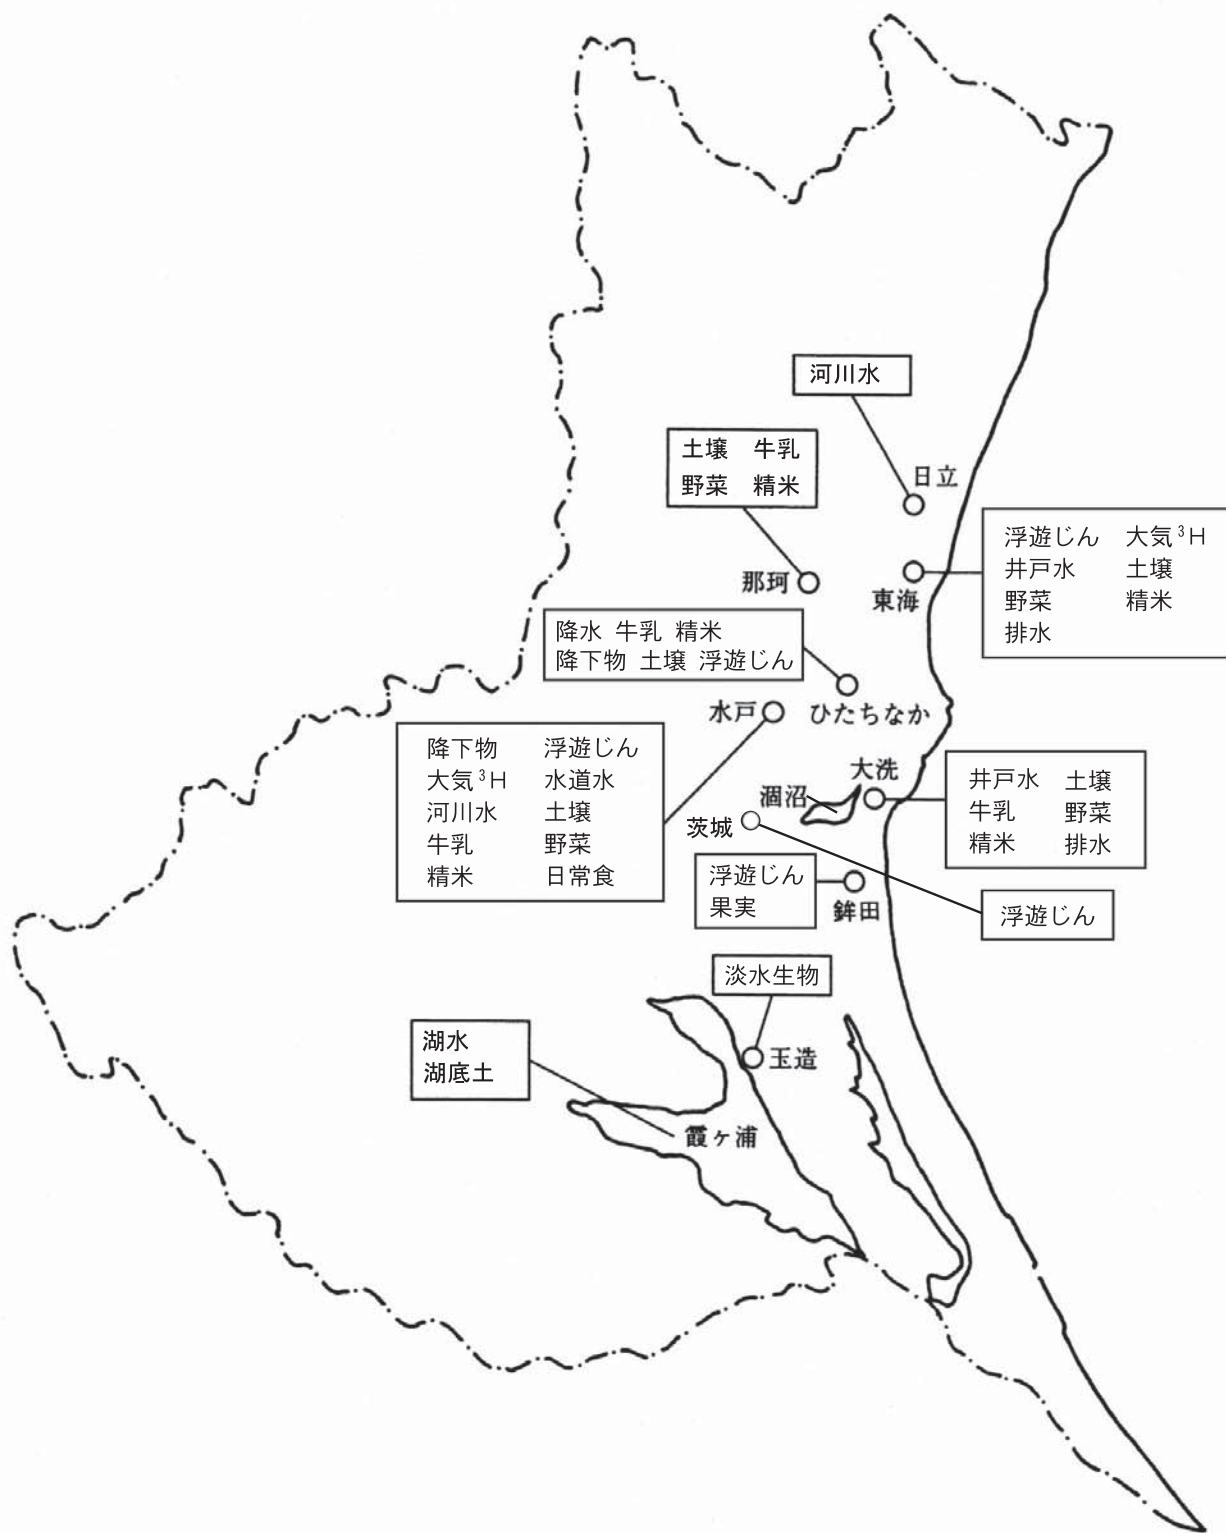 河川水
日立
土壌 牛乳
野菜 精米
那珂
浮遊じん 大気³H
井戸水 土壌
野菜 精米
排水
東海
降水 牛乳 精米
降下物 土壌 浮遊じん
ひたちなか
水戸
降下物 浮遊じん
大気³H 水道水
河川水 土壌
牛乳 野菜
精米 日常食
大洗
井戸水 土壌
牛乳 野菜
精米 排水
涸沼
茨城
浮遊じん
浮遊じん
果実
鉾田
淡水生物
玉造
湖水
湖底土
霞ヶ浦